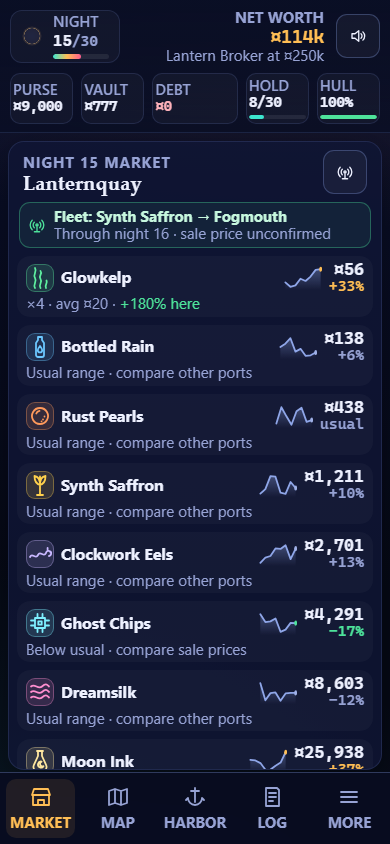 NIGHT
15/30
NET WORTH
¤114k
Lantern Broker at ¤250k
PURSE
¤9,000
VAULT
¤777
DEBT
¤0
HOLD
8/30
HULL
100%
NIGHT 15 MARKET
Lanternquay
Fleet: Synth Saffron → Fogmouth
Through night 16 · sale price unconfirmed
Glowkelp
¤56
+33%
×4 · avg ¤20 · +180% here
Bottled Rain
¤138
+6%
Usual range · compare other ports
Rust Pearls
¤438
usual
Usual range · compare other ports
Synth Saffron
¤1,211
+10%
Usual range · compare other ports
Clockwork Eels
¤2,701
+13%
Usual range · compare other ports
Ghost Chips
¤4,291
−17%
Below usual · compare sale prices
Dreamsilk
¤8,603
−12%
Usual range · compare other ports
Moon Ink
¤25,938
+37%
MARKET
MAP
HARBOR
LOG
MORE